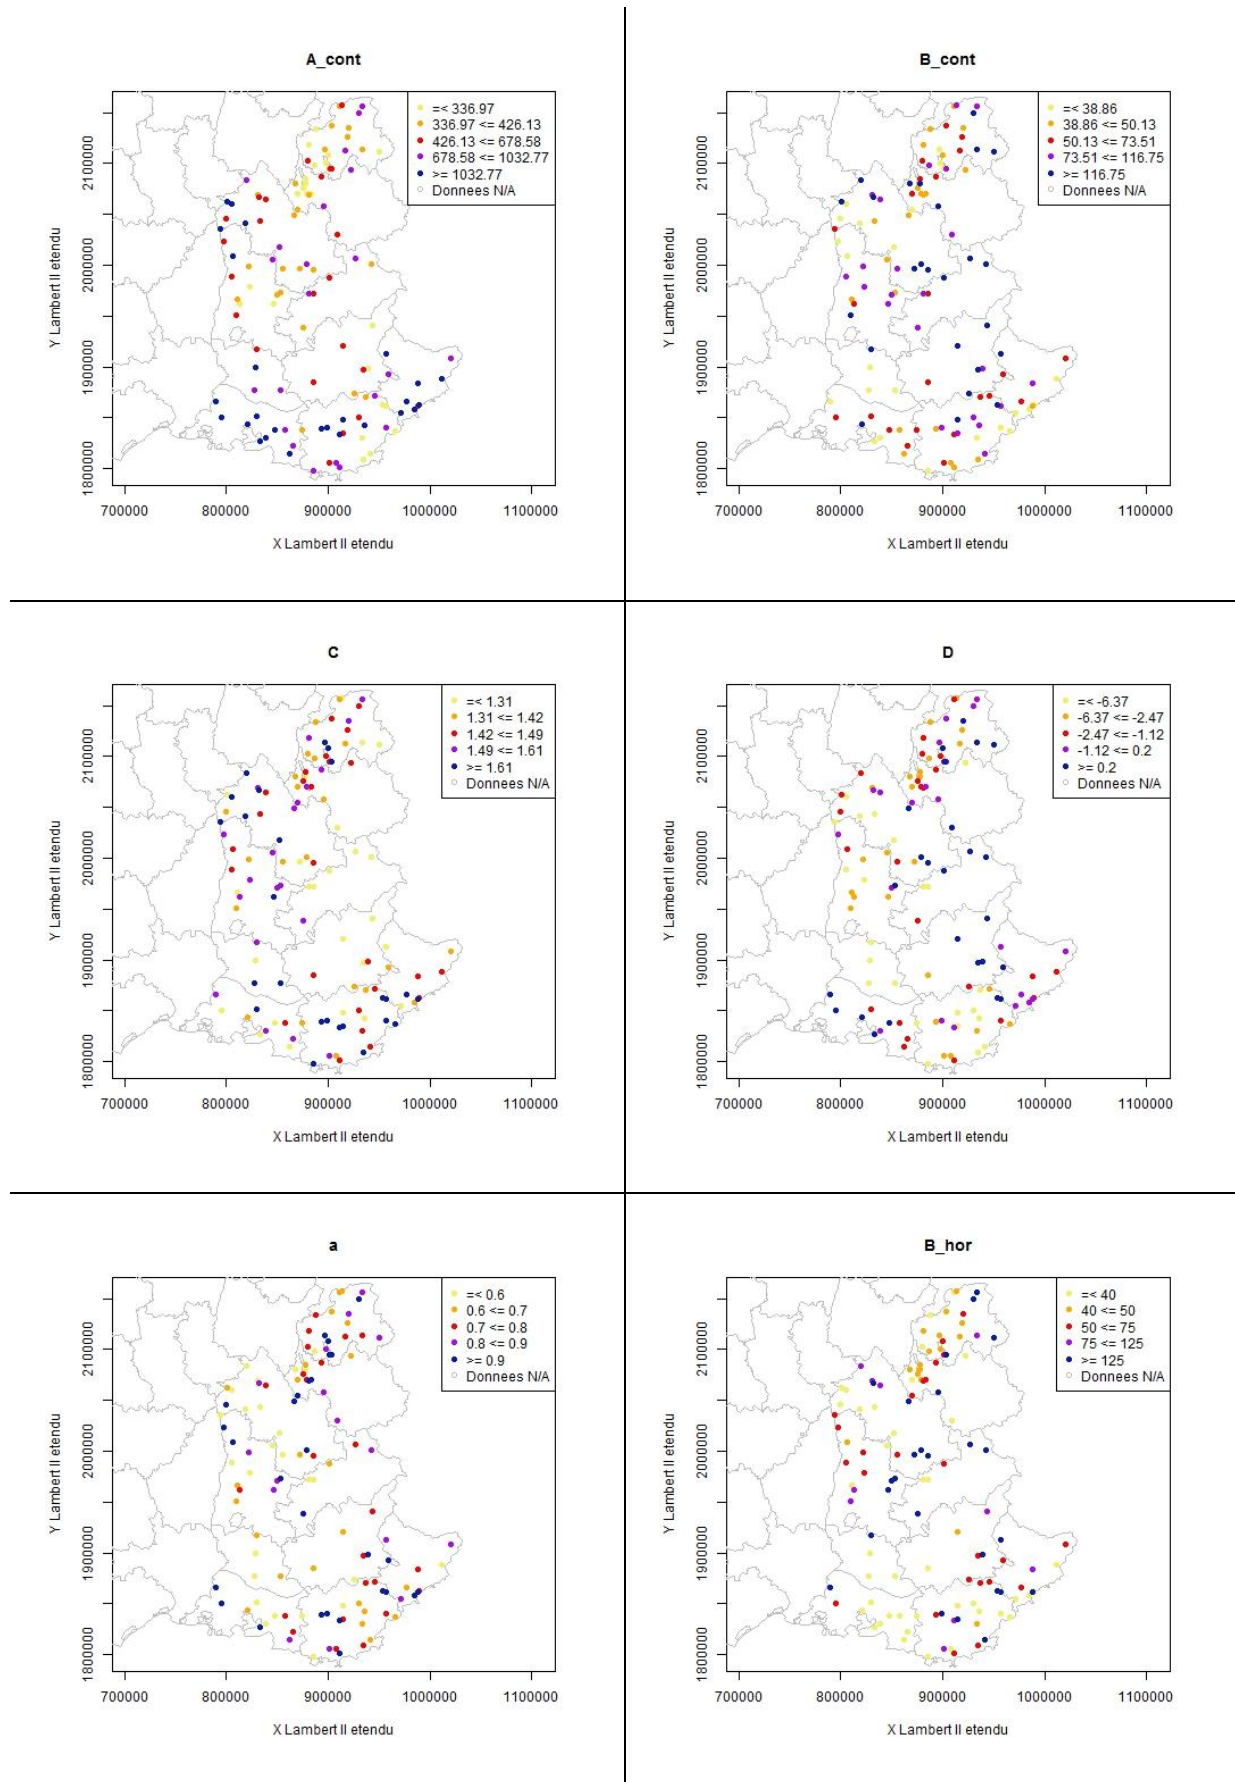 A_cont
=< 336.97
336.97 <= 426.13
426.13 <= 678.58
678.58 <= 1032.77
>= 1032.77
Donnees N/A
Y Lambert II etendu
1800000 1900000 2000000 2100000
700000 800000 900000 1000000 1100000
X Lambert II etendu
B_cont
=< 38.86
38.86 <= 50.13
50.13 <= 73.51
73.51 <= 116.75
>= 116.75
Donnees N/A
Y Lambert II etendu
1800000 1900000 2000000 2100000
700000 800000 900000 1000000 1100000
X Lambert II etendu
C
=< 1.31
1.31 <= 1.42
1.42 <= 1.49
1.49 <= 1.61
>= 1.61
Donnees N/A
Y Lambert II etendu
1800000 1900000 2000000 2100000
700000 800000 900000 1000000 1100000
X Lambert II etendu
D
=< -6.37
-6.37 <= -2.47
-2.47 <= -1.12
-1.12 <= 0.2
>= 0.2
Donnees N/A
Y Lambert II etendu
1800000 1900000 2000000 2100000
700000 800000 900000 1000000 1100000
X Lambert II etendu
a
=< 0.6
0.6 <= 0.7
0.7 <= 0.8
0.8 <= 0.9
>= 0.9
Donnees N/A
Y Lambert II etendu
1800000 1900000 2000000 2100000
700000 800000 900000 1000000 1100000
X Lambert II etendu
B_hor
=< 40
40 <= 50
50 <= 75
75 <= 125
>= 125
Donnees N/A
Y Lambert II etendu
1800000 1900000 2000000 2100000
700000 800000 900000 1000000 1100000
X Lambert II etendu